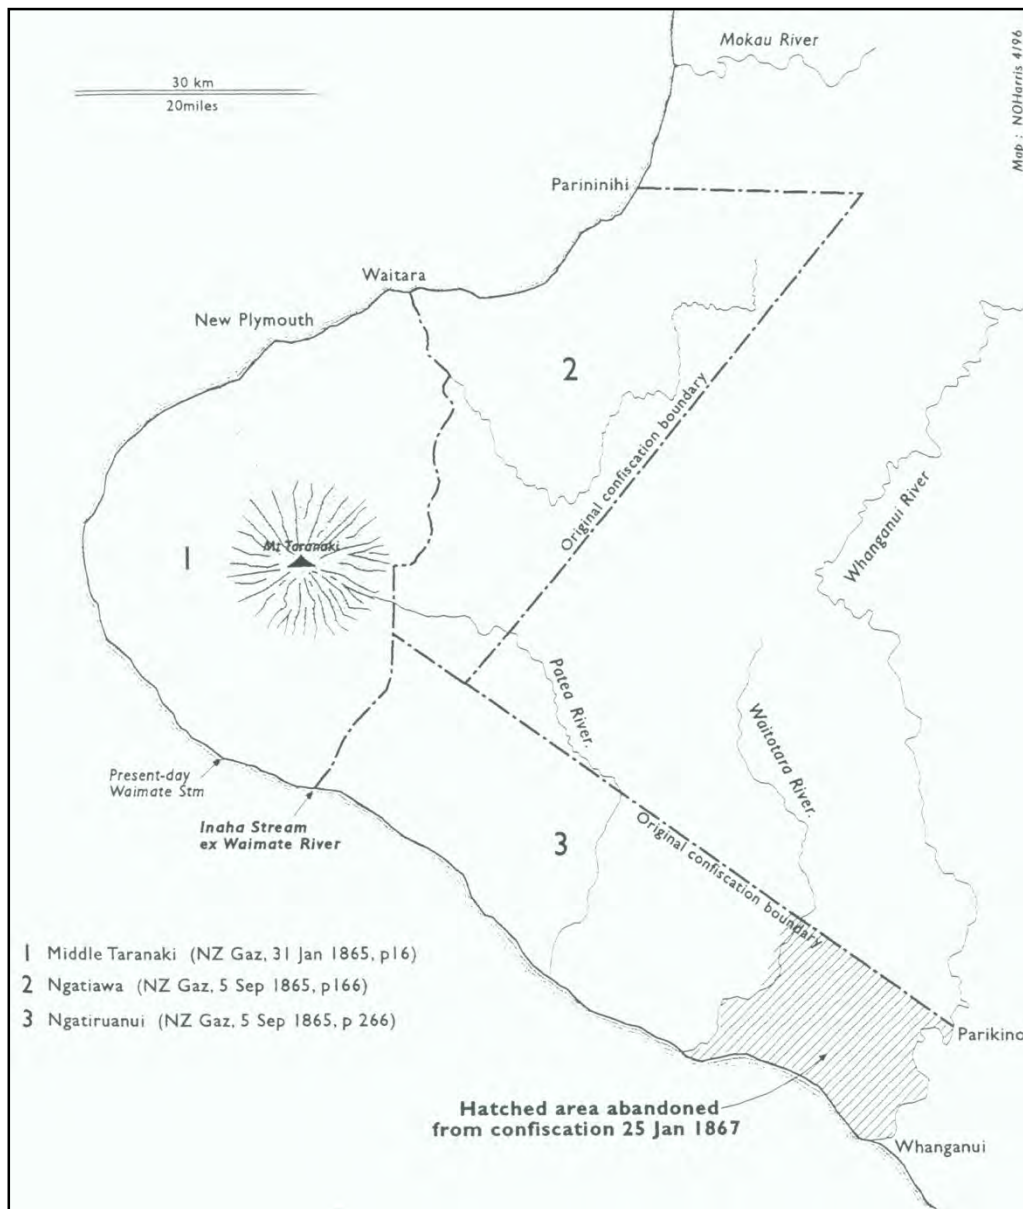 Mokau River
Map : NOHarris 4/96
30 km
20miles
Parininihi
Waitara
New Plymouth
2
Original confiscation boundary
Whanganui River
1
Mt Taranaki
Patea River.
Waitotara River.
Present-day
Waimate Stm
Inaha Stream
ex Waimate River
3
Original confiscation boundary
1 Middle Taranaki (NZ Gaz, 31 Jan 1865, p16)
2 Ngatiawa (NZ Gaz, 5 Sep 1865, p166)
3 Ngatiruanui (NZ Gaz, 5 Sep 1865, p 266)
Parikino
Hatched area abandoned
from confiscation 25 Jan 1867
Whanganui